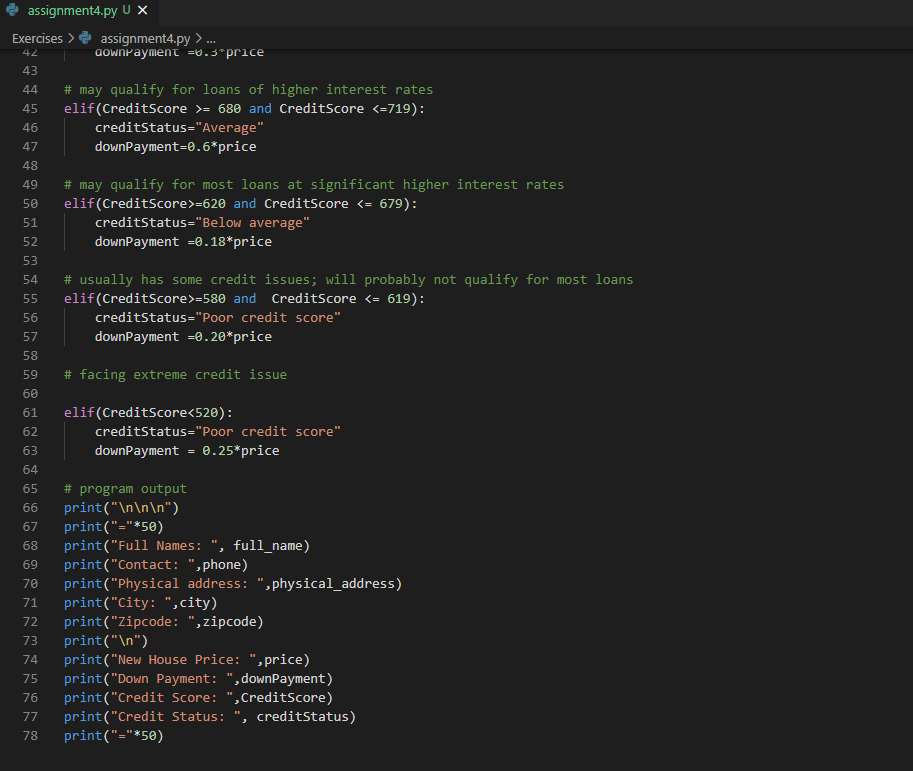 assignment4.py U ×
Exercises > assignment4.py > ...
42 downPayment =0.3*price
43
44 # may qualify for loans of higher interest rates
45 elif(CreditScore >= 680 and CreditScore <=719):
46 creditStatus="Average"
47 downPayment=0.6*price
48
49 # may qualify for most loans at significant higher interest rates
50 elif(CreditScore>=620 and CreditScore <= 679):
51 creditStatus="Below average"
52 downPayment =0.18*price
53
54 # usually has some credit issues; will probably not qualify for most loans
55 elif(CreditScore>=580 and  CreditScore <= 619):
56 creditStatus="Poor credit score"
57 downPayment =0.20*price
58
59 # facing extreme credit issue
60
61 elif(CreditScore<520):
62 creditStatus="Poor credit score"
63 downPayment = 0.25*price
64
65 # program output
66 print("\n\n\n")
67 print("="*50)
68 print("Full Names: ", full_name)
69 print("Contact: ",phone)
70 print("Physical address: ",physical_address)
71 print("City: ",city)
72 print("Zipcode: ",zipcode)
73 print("\n")
74 print("New House Price: ",price)
75 print("Down Payment: ",downPayment)
76 print("Credit Score: ",CreditScore)
77 print("Credit Status: ", creditStatus)
78 print("="*50)